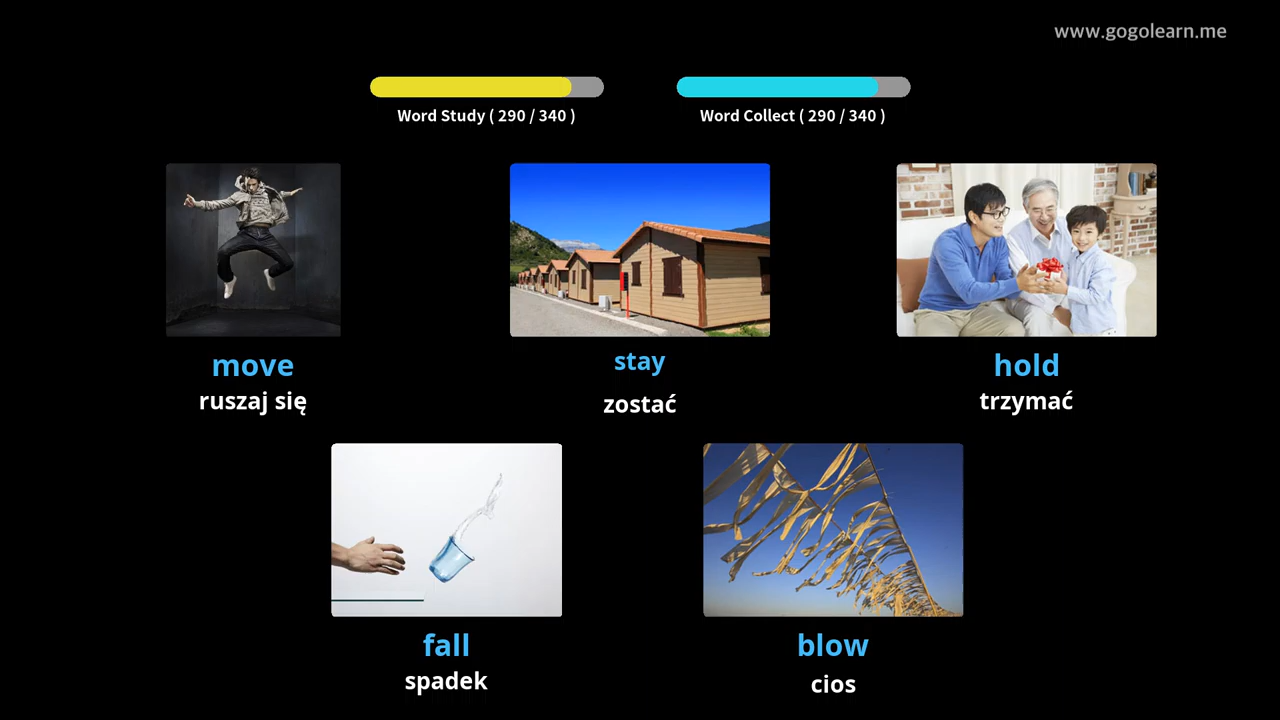 www.gogolearn.me
Word Study ( 290 / 340 )
Word Collect ( 290 / 340 )
move
ruszaj się
stay
zostać
hold
trzymać
fall
spadek
blow
cios